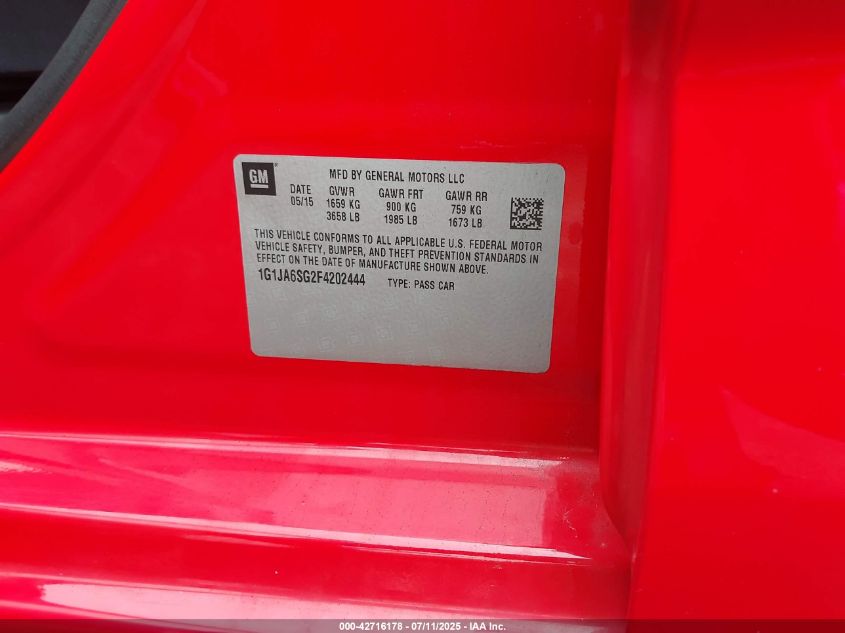 GM ®
MFD BY GENERAL MOTORS LLC
DATE GVWR GAWR FRT GAWR RR
05/15 1659 KG 900 KG 759 KG
3658 LB 1985 LB 1673 LB
THIS VEHICLE CONFORMS TO ALL APPLICABLE U.S. FEDERAL MOTOR
VEHICLE SAFETY, BUMPER, AND THEFT PREVENTION STANDARDS IN
EFFECT ON THE DATE OF MANUFACTURE SHOWN ABOVE.
1G1JA6SG2F4202444 TYPE: PASS CAR
000-42716178 - 07/11/2025 - IAA Inc.